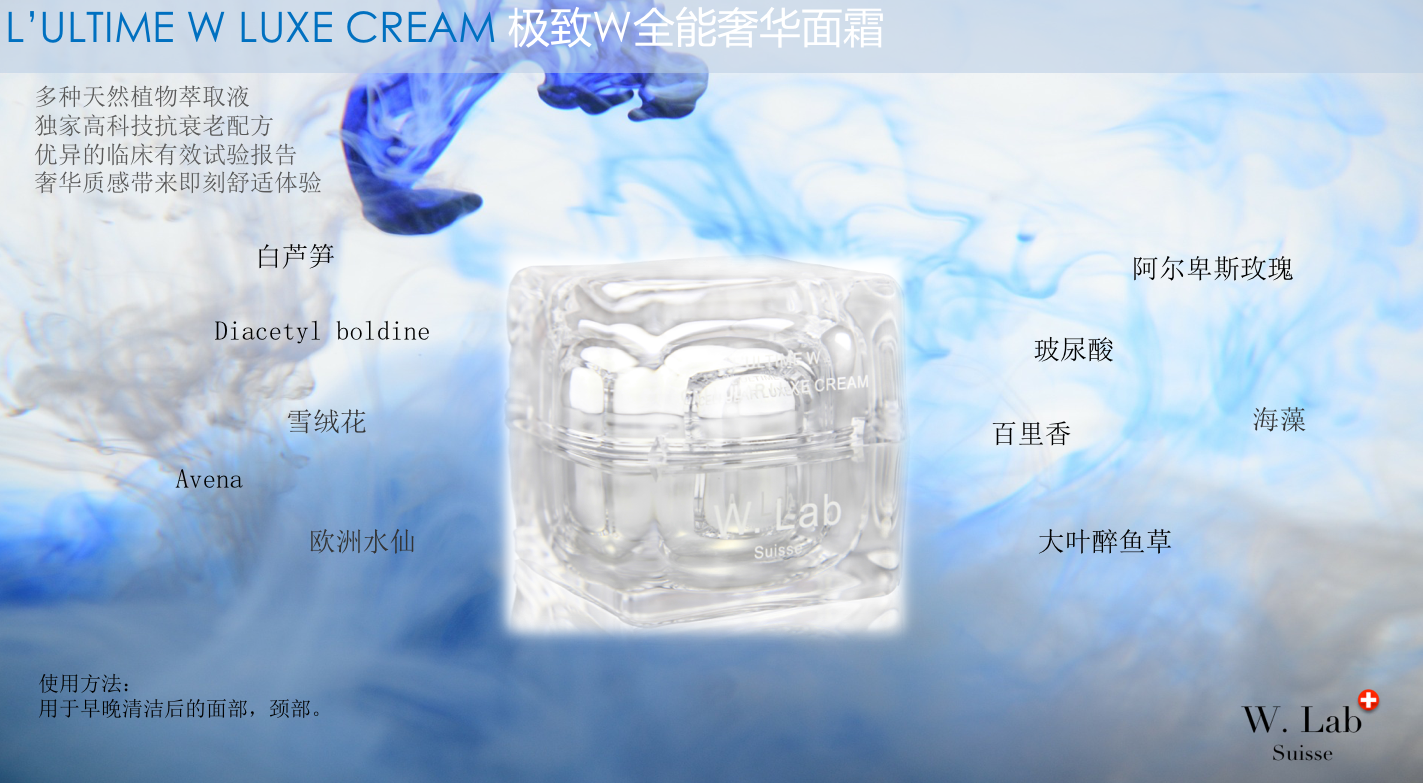 L'ULTIME W LUXE CREAM 极致W全能奢华面霜
多种天然植物萃取液
独家高科技抗衰老配方
优异的临床有效试验报告
奢华质感带来即刻舒适体验
白芦笋
Diacetyl boldine
雪绒花
Avena
欧洲水仙
阿尔卑斯玫瑰
玻尿酸
百里香
海藻
大叶醉鱼草
ULTIME W
LUXE CREAM
W. Lab
Suisse
使用方法：
用于早晚清洁后的面部，颈部。
W. Lab
Suisse